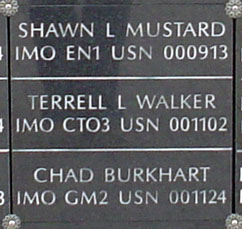 SHAWN L MUSTARD
IMO EN1 USN 000913
TERRELL L WALKER
IMO CTO3 USN 001102
CHAD BURKHART
IMO GM2 USN 001124